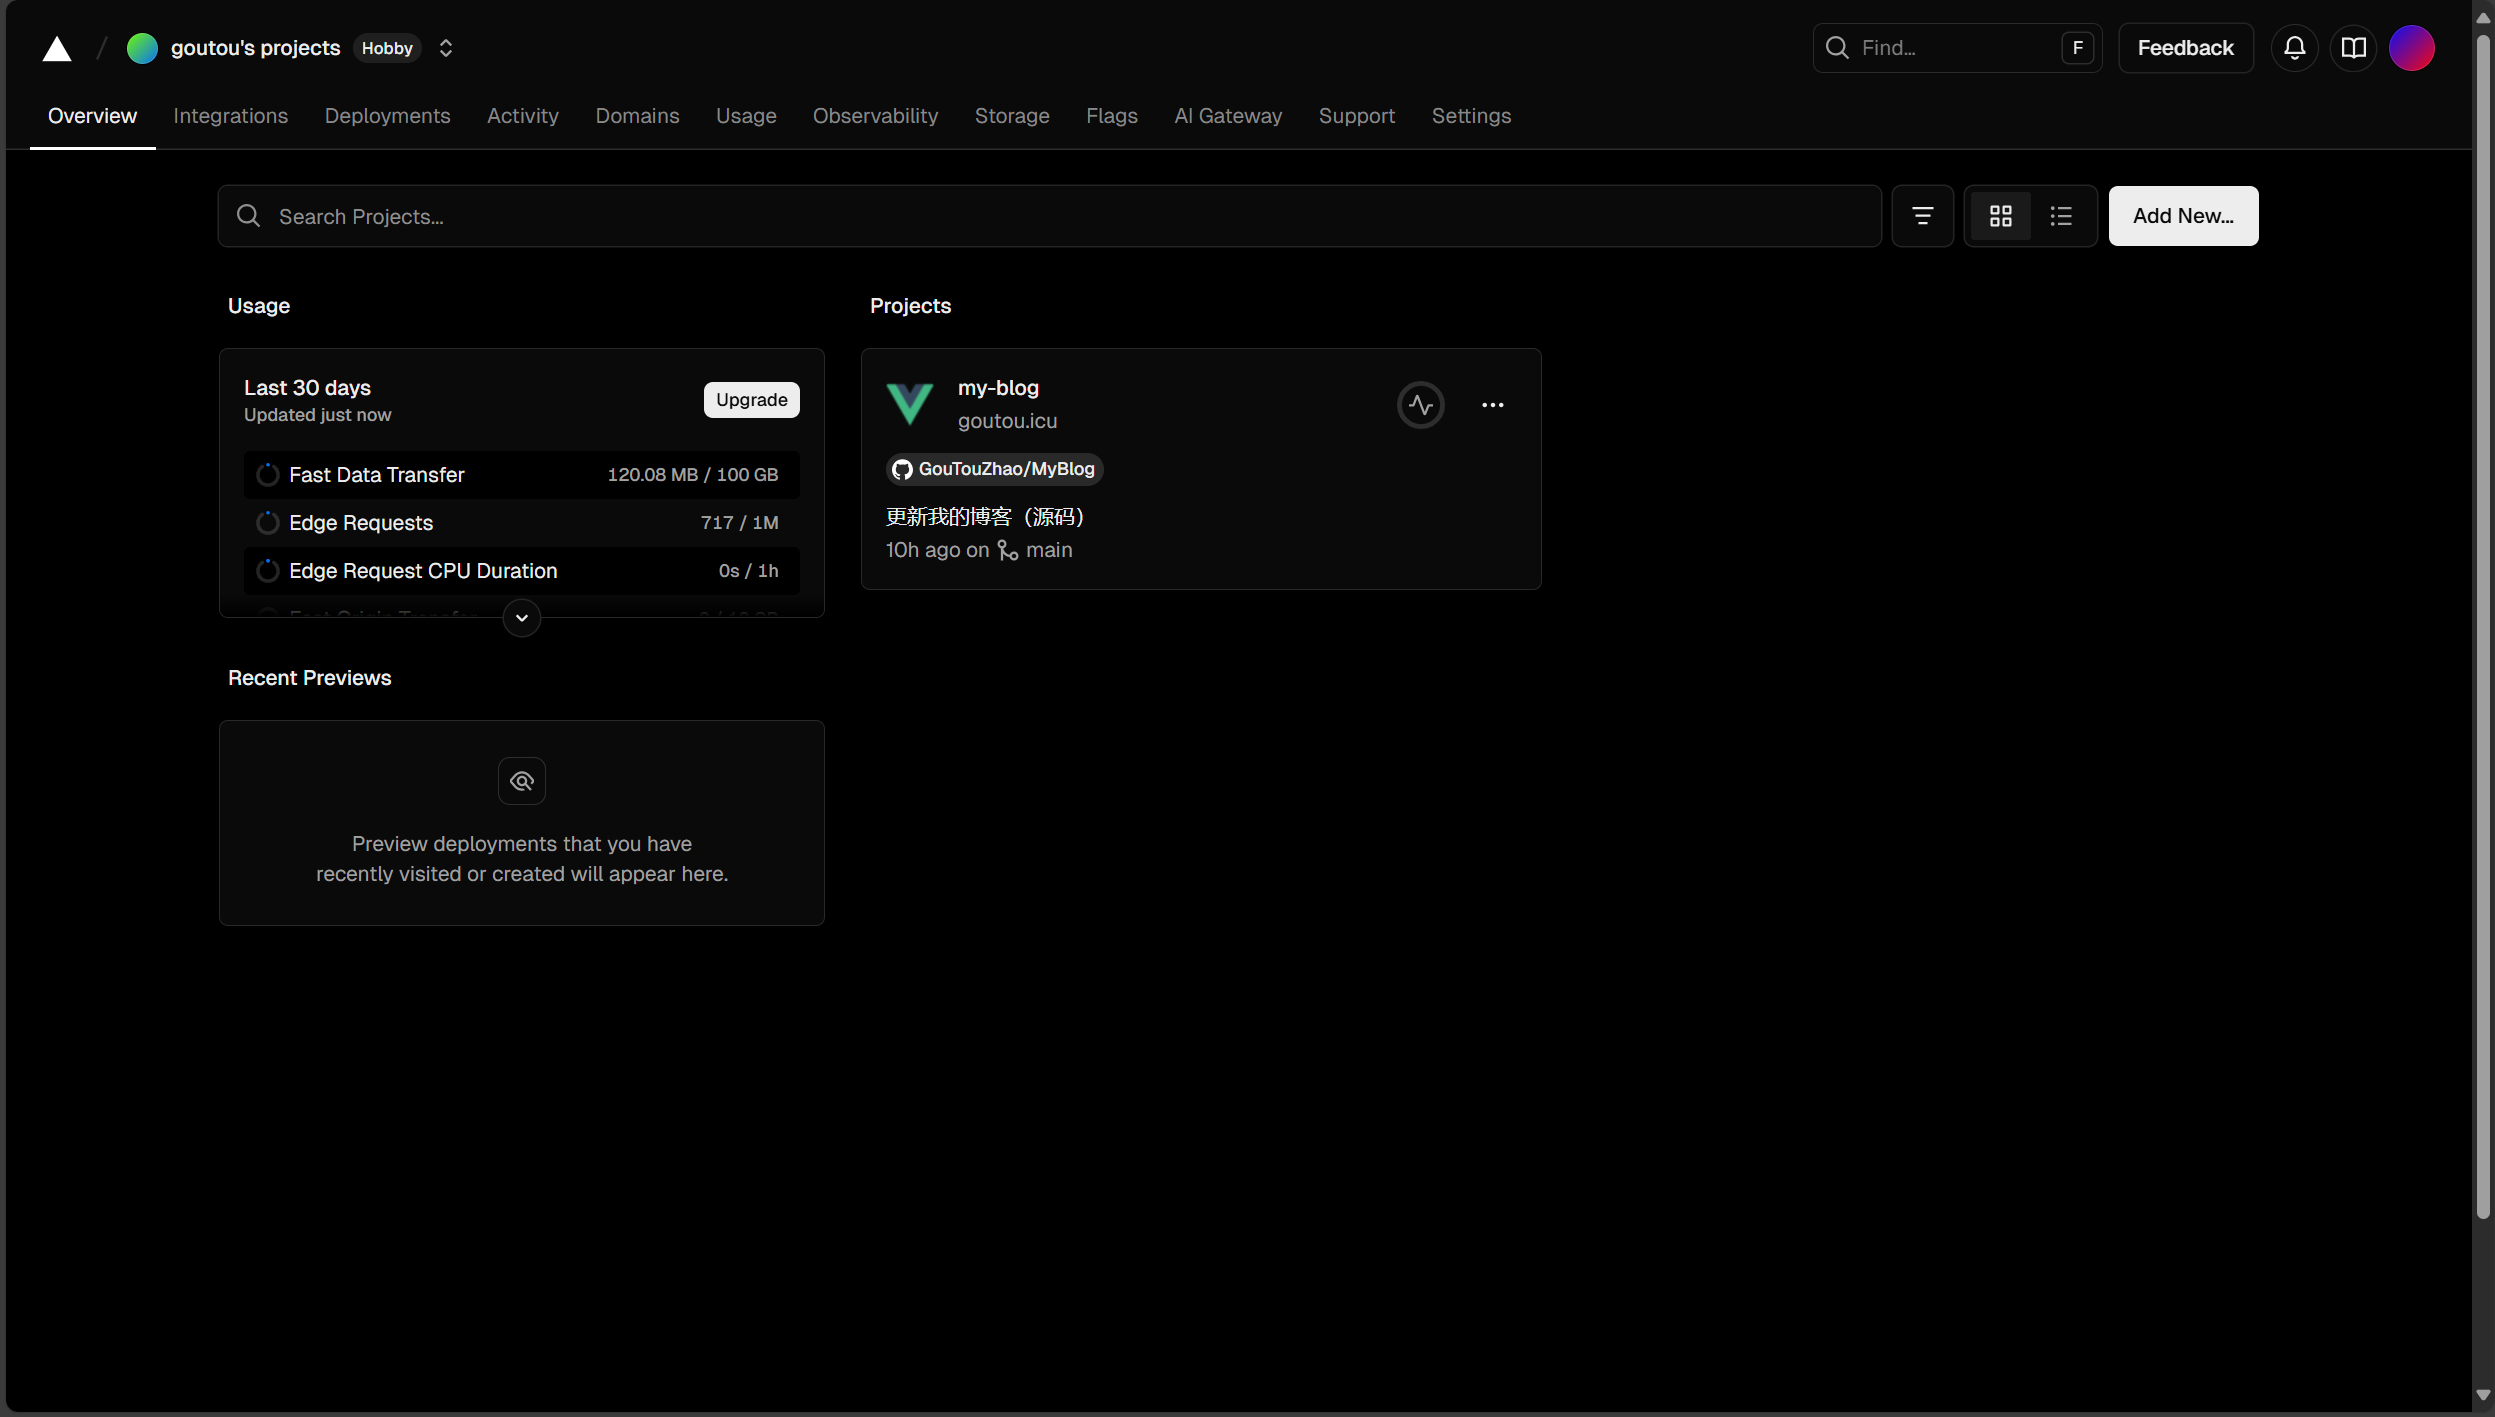 goutou's projects Hobby
Find... F
Feedback
Overview Integrations Deployments Activity Domains Usage Observability Storage Flags AI Gateway Support Settings
Search Projects...
Add New...
Usage
Last 30 days
Updated just now
Upgrade
Fast Data Transfer 120.08 MB / 100 GB
Edge Requests 717 / 1M
Edge Request CPU Duration 0s / 1h
Fast Origin Transfer
Recent Previews
Preview deployments that you have
recently visited or created will appear here.
Projects
my-blog
goutou.icu
GouTouZhao/MyBlog
更新我的博客（源码）
10h ago on main